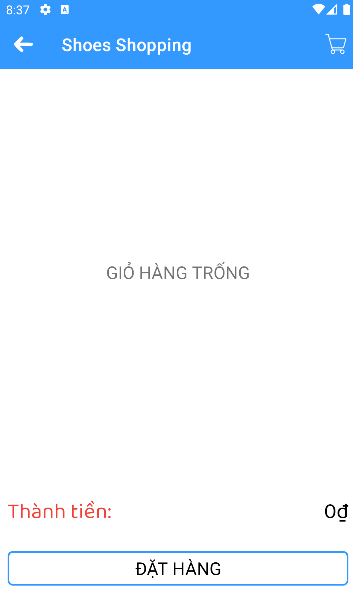 8:37
Shoes Shopping
GIỎ HÀNG TRỐNG
Thành tiền: 0₫
ĐẶT HÀNG